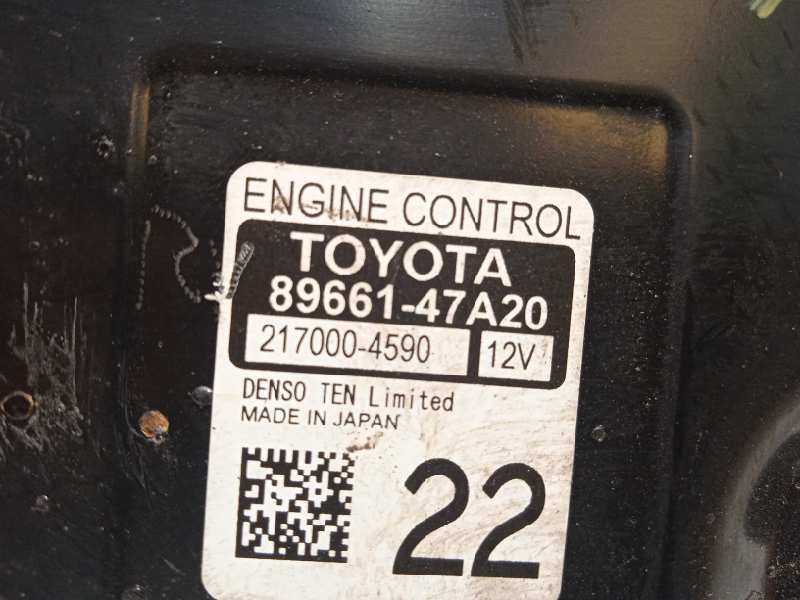 ENGINE CONTROL
TOYOTA
89661-47A20
217000-4590 12V
DENSO TEN Limited
MADE IN JAPAN
22